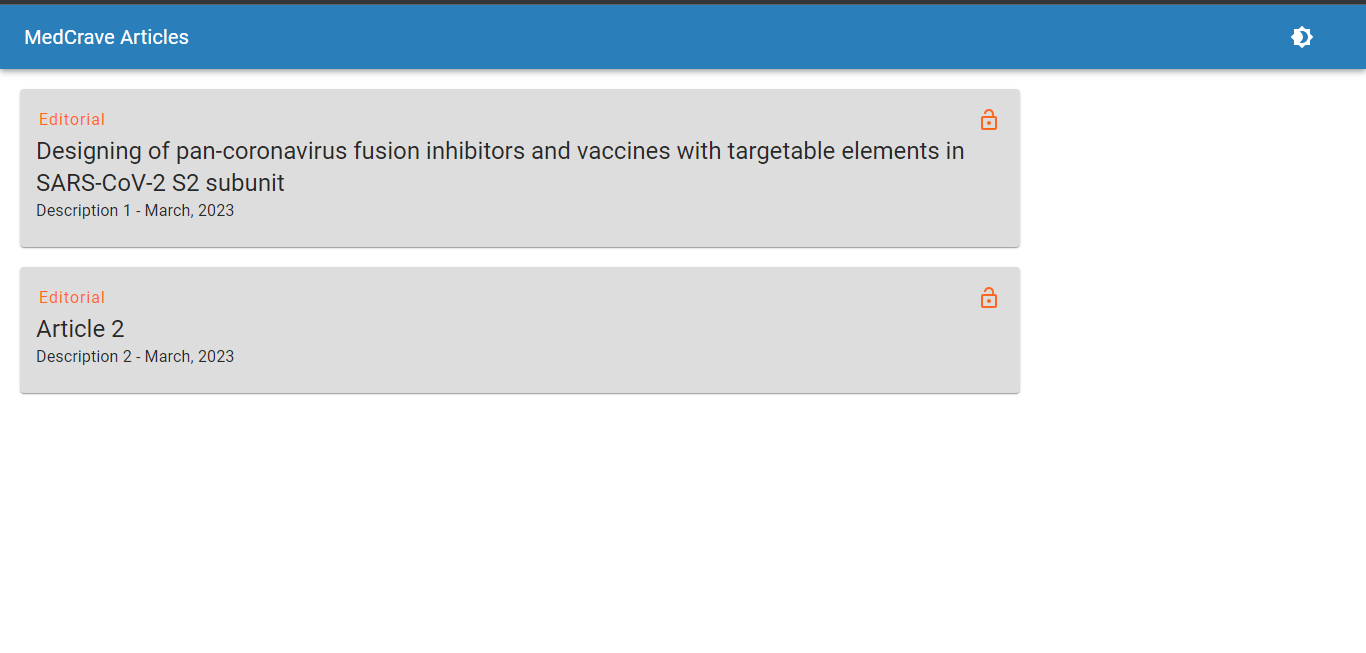 MedCrave Articles
Editorial
Designing of pan-coronavirus fusion inhibitors and vaccines with targetable elements in
SARS-CoV-2 S2 subunit
Description 1 - March, 2023
Editorial
Article 2
Description 2 - March, 2023